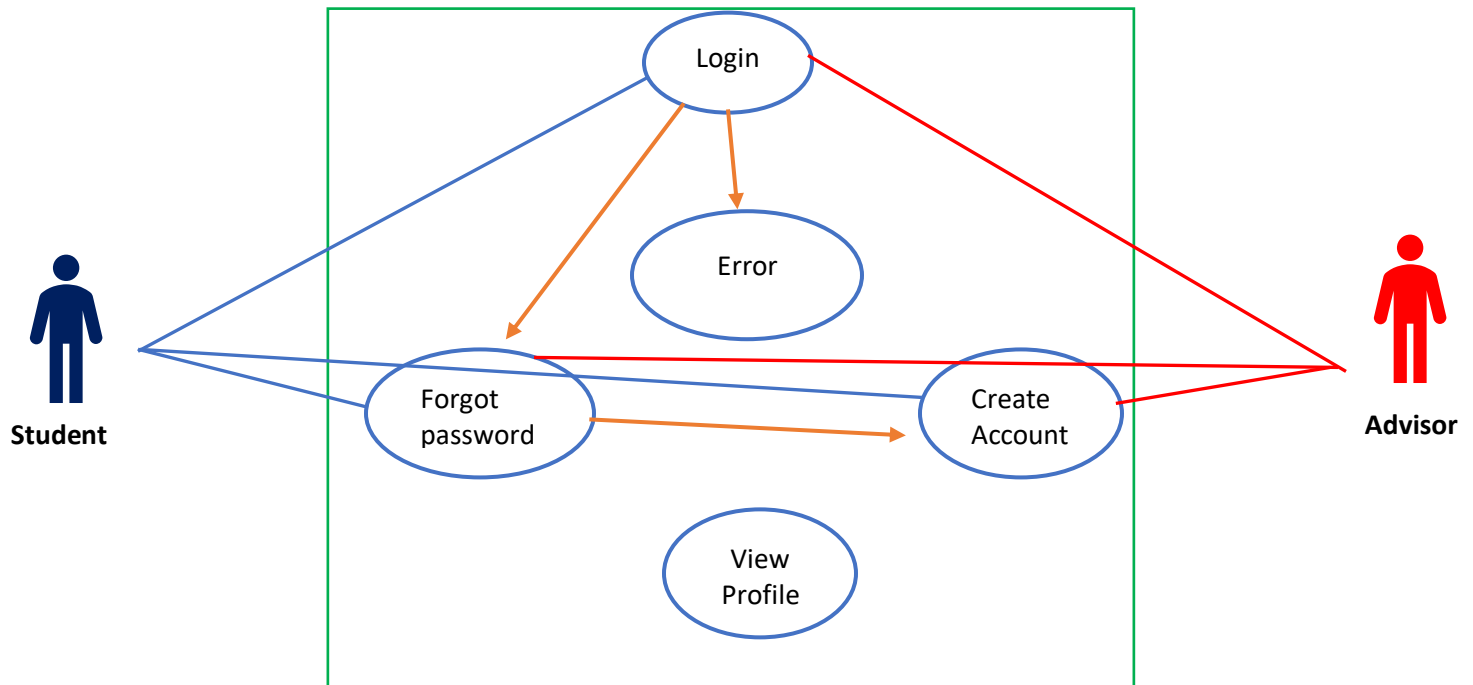 Login
Error
Forgot
password
Create
Account
Student
Advisor
View
Profile